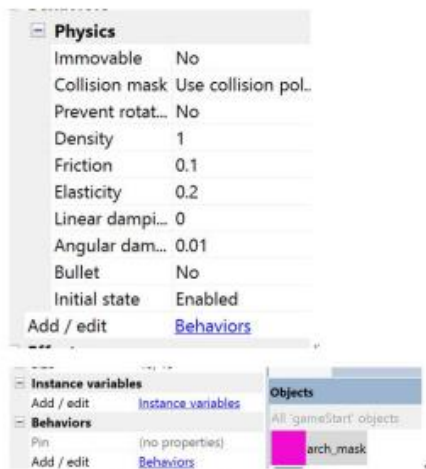 Physics
Immovable No
Collision mask Use collision pol..
Prevent rotat... No
Density 1
Friction 0.1
Elasticity 0.2
Linear dampi... 0
Angular dam... 0.01
Bullet No
Initial state Enabled
Add / edit Behaviors
Instance variables
Add / edit Instance variables
Behaviors
Pin (no properties)
Add / edit Behaviors
Objects
All 'gameStart' objects
arch_mask